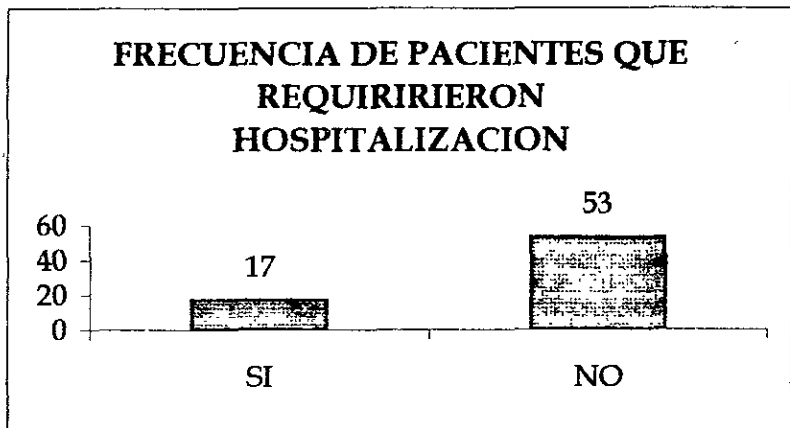 FRECUENCIA DE PACIENTES QUE
REQUIRIRIERON
HOSPITALIZACION
53
17
60
40
20
0
SI NO